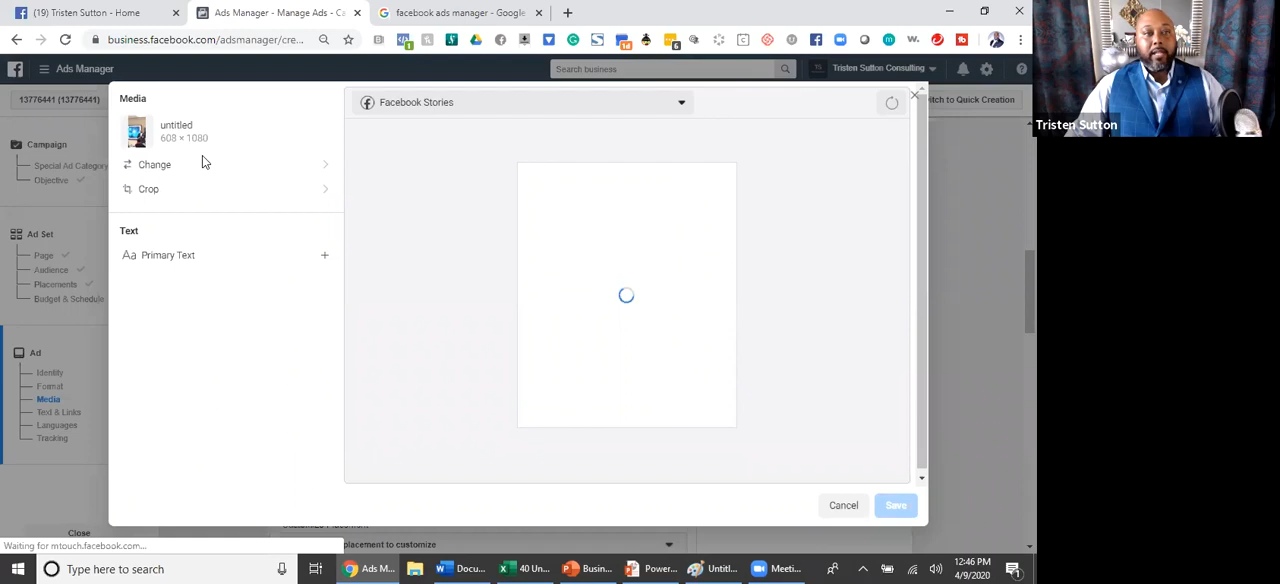 (19) Tristen Sutton
Ads Manager - Manage Ads - Ca
facebook ads manager - Google
business.facebook.com/adsmanager/cre...
Ads Manager
Search business
Tristen Sutton Consulting
13776441 (13776441)
witch to Quick Creation
Tristen Sutton
Media
Facebook Stories
untitled
608 × 1080
Change
Crop
Text
Aa Primary Text
Campaign
Special Ad Category
Objective
Ad Set
Page
Audience
Placements
Budget & Schedule
Ad
Identity
Format
Media
Text & Links
Languages
Tracking
Cancel
Save
Close
placement to customize
Waiting for mtouch.facebook.com...
Type here to search
Ads M...
Docu...
40 Un...
Busin...
Power...
Untitl...
Meeti...
12:46 PM
4/9/2020